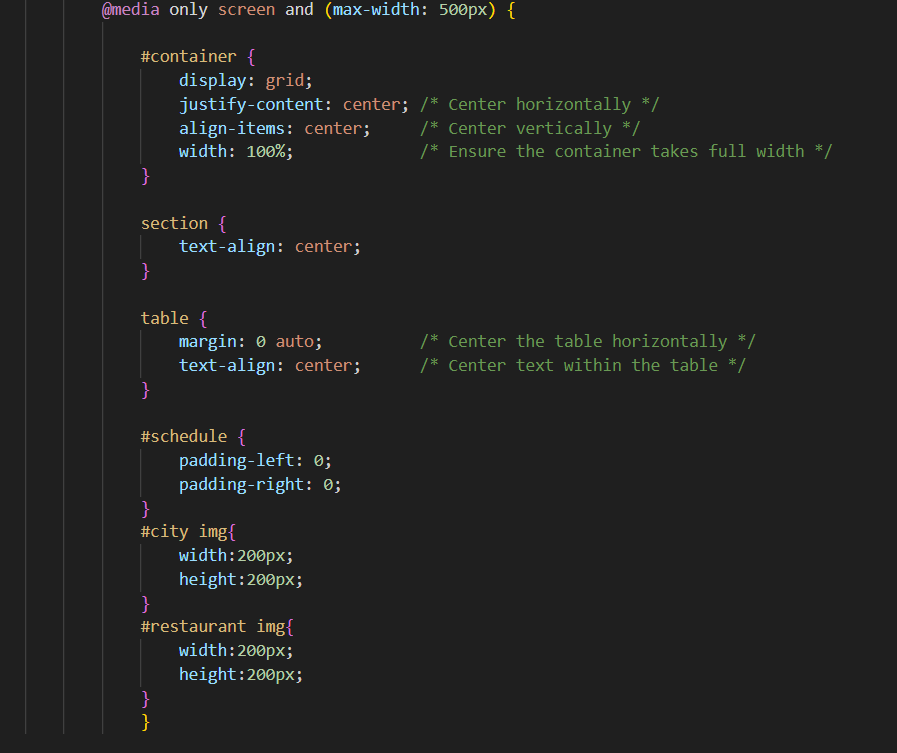 @media only screen and (max-width: 500px) {
#container {
display: grid;
justify-content: center; /* Center horizontally */
align-items: center; /* Center vertically */
width: 100%; /* Ensure the container takes full width */
}
section {
text-align: center;
}
table {
margin: 0 auto; /* Center the table horizontally */
text-align: center; /* Center text within the table */
}
#schedule {
padding-left: 0;
padding-right: 0;
}
#city img{
width:200px;
height:200px;
}
#restaurant img{
width:200px;
height:200px;
}
}